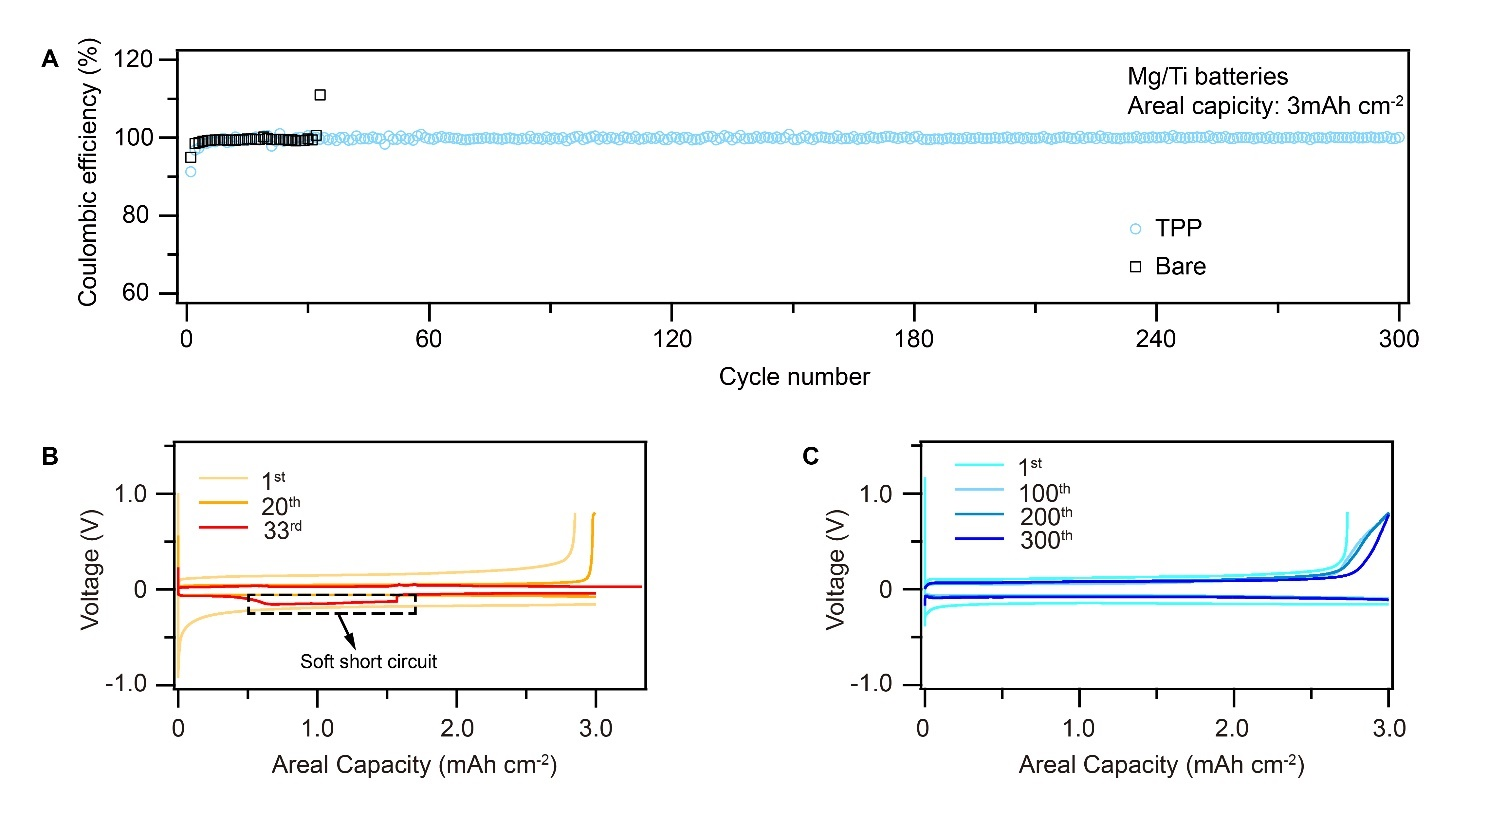 A
Coulombic efficiency (%)
120
100
80
60
Mg/Ti batteries
Areal capicity: 3mAh cm⁻²
TPP
Bare
0 60 120 180 240 300
Cycle number
B
Voltage (V)
1.0
0
-1.0
1st
20th
33rd
Soft short circuit
0 1.0 2.0 3.0
Areal Capacity (mAh cm⁻²)
C
Voltage (V)
1.0
0
-1.0
1st
100th
200th
300th
0 1.0 2.0 3.0
Areal Capacity (mAh cm⁻²)